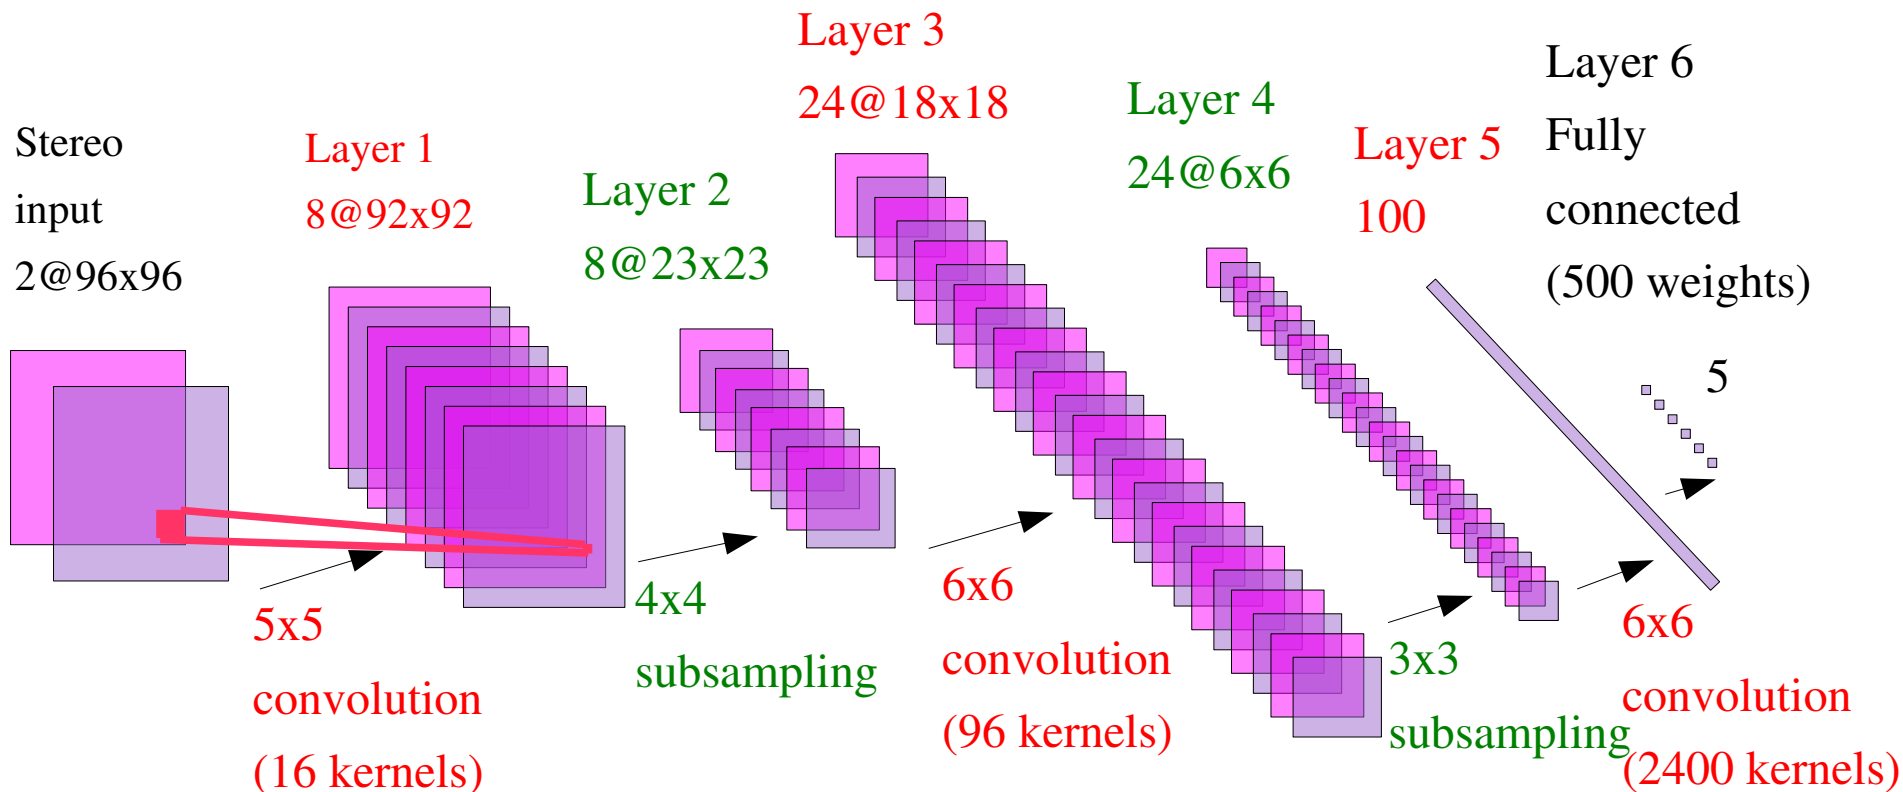 Stereo
input
2@96x96
Layer 1
8@92x92
Layer 2
8@23x23
Layer 3
24@18x18
Layer 4
24@6x6
Layer 5
100
Layer 6
Fully
connected
(500 weights)
5
5x5
convolution
(16 kernels)
4x4
subsampling
6x6
convolution
(96 kernels)
3x3
subsampling
6x6
convolution
(2400 kernels)